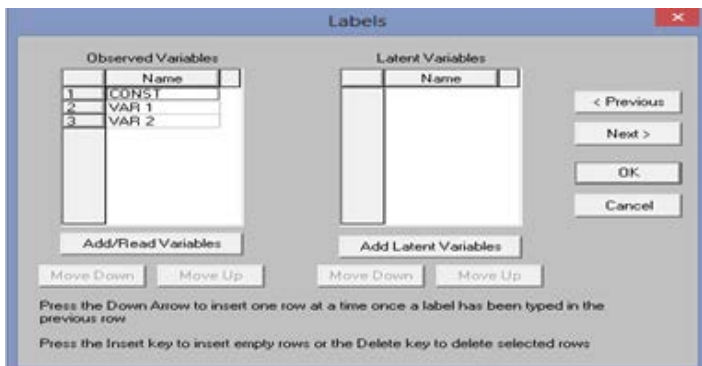 Labels
Observed Variables
Name
1 CONST
2 VAR 1
3 VAR 2
Add/Read Variables
Move Down Move Up
Latent Variables
Name
Add Latent Variables
Move Down Move Up
< Previous
Next >
OK
Cancel
Press the Down Arrow to insert one row at a time once a label has been typed in the
previous row
Press the Insert key to insert empty rows or the Delete key to delete selected rows